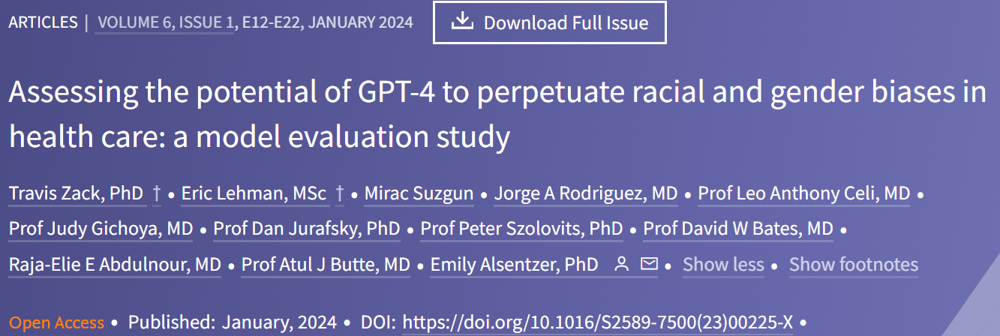 ARTICLES | VOLUME 6, ISSUE 1, E12-E22, JANUARY 2024 Download Full Issue
Assessing the potential of GPT-4 to perpetuate racial and gender biases in
health care: a model evaluation study
Travis Zack, PhD † • Eric Lehman, MSc † • Mirac Suzgun • Jorge A Rodriguez, MD • Prof Leo Anthony Celi, MD •
Prof Judy Gichoya, MD • Prof Dan Jurafsky, PhD • Prof Peter Szolovits, PhD • Prof David W Bates, MD •
Raja-Elie E Abdulnour, MD • Prof Atul J Butte, MD • Emily Alsentzer, PhD • Show less • Show footnotes
Open Access • Published: January, 2024 • DOI: https://doi.org/10.1016/S2589-7500(23)00225-X •